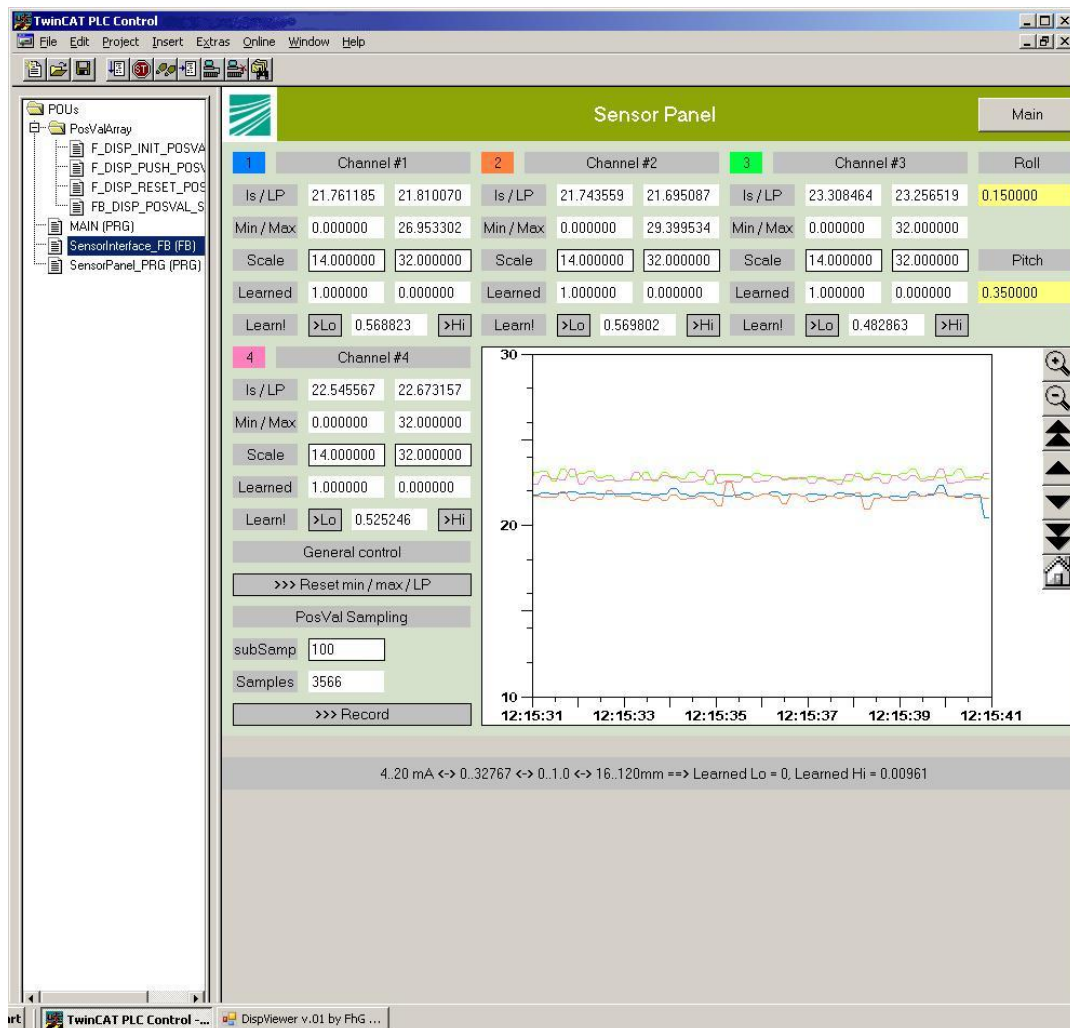 TwinCAT PLC Control
File Edit Project Insert Extras Online Window Help
POUs
PosValArray
F_DISP_INIT_POSVA
F_DISP_PUSH_POSV
F_DISP_RESET_POS
FB_DISP_POSVAL_S
MAIN (PRG)
SensorInterface_FB (FB)
SensorPanel_PRG (PRG)
Sensor Panel
Main
1 Channel #1 2 Channel #2 3 Channel #3 Roll
Is / LP 21.761185 21.810070 Is / LP 21.743559 21.695087 Is / LP 23.308464 23.256519 0.150000
Min / Max 0.000000 26.953302 Min / Max 0.000000 29.399534 Min / Max 0.000000 32.000000
Scale 14.000000 32.000000 Scale 14.000000 32.000000 Scale 14.000000 32.000000 Pitch
Learned 1.000000 0.000000 Learned 1.000000 0.000000 Learned 1.000000 0.000000 0.350000
Learn! >Lo 0.568823 >Hi Learn! >Lo 0.569802 >Hi Learn! >Lo 0.482863 >Hi
4 Channel #4
Is / LP 22.545567 22.673157
Min / Max 0.000000 32.000000
Scale 14.000000 32.000000
Learned 1.000000 0.000000
Learn! >Lo 0.525246 >Hi
General control
>>> Reset min / max / LP
PosVal Sampling
subSamp 100
Samples 3566
>>> Record
30
20
10
12:15:31 12:15:33 12:15:35 12:15:37 12:15:39 12:15:41
4..20 mA <-> 0..32767 <-> 0..1.0 <-> 16..120mm ==> Learned Lo = 0, Learned Hi = 0.00961
art TwinCAT PLC Control -... DispViewer v.01 by FhG ...